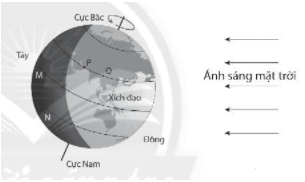 Cực Bắc
Tây
P
Q
M
Ánh sáng mặt trời
Xích đạo
N
Đông
Cực Nam